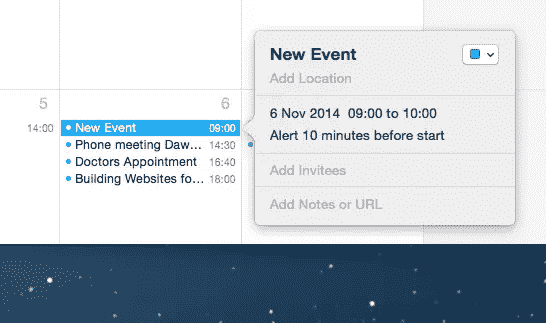 New Event
Add Location
6 Nov 2014 09:00 to 10:00
Alert 10 minutes before start
Add Invitees
Add Notes or URL
5
6
14:00
New Event 09:00
Phone meeting Daw... 14:30
Doctors Appointment 16:40
Building Websites fo... 18:00